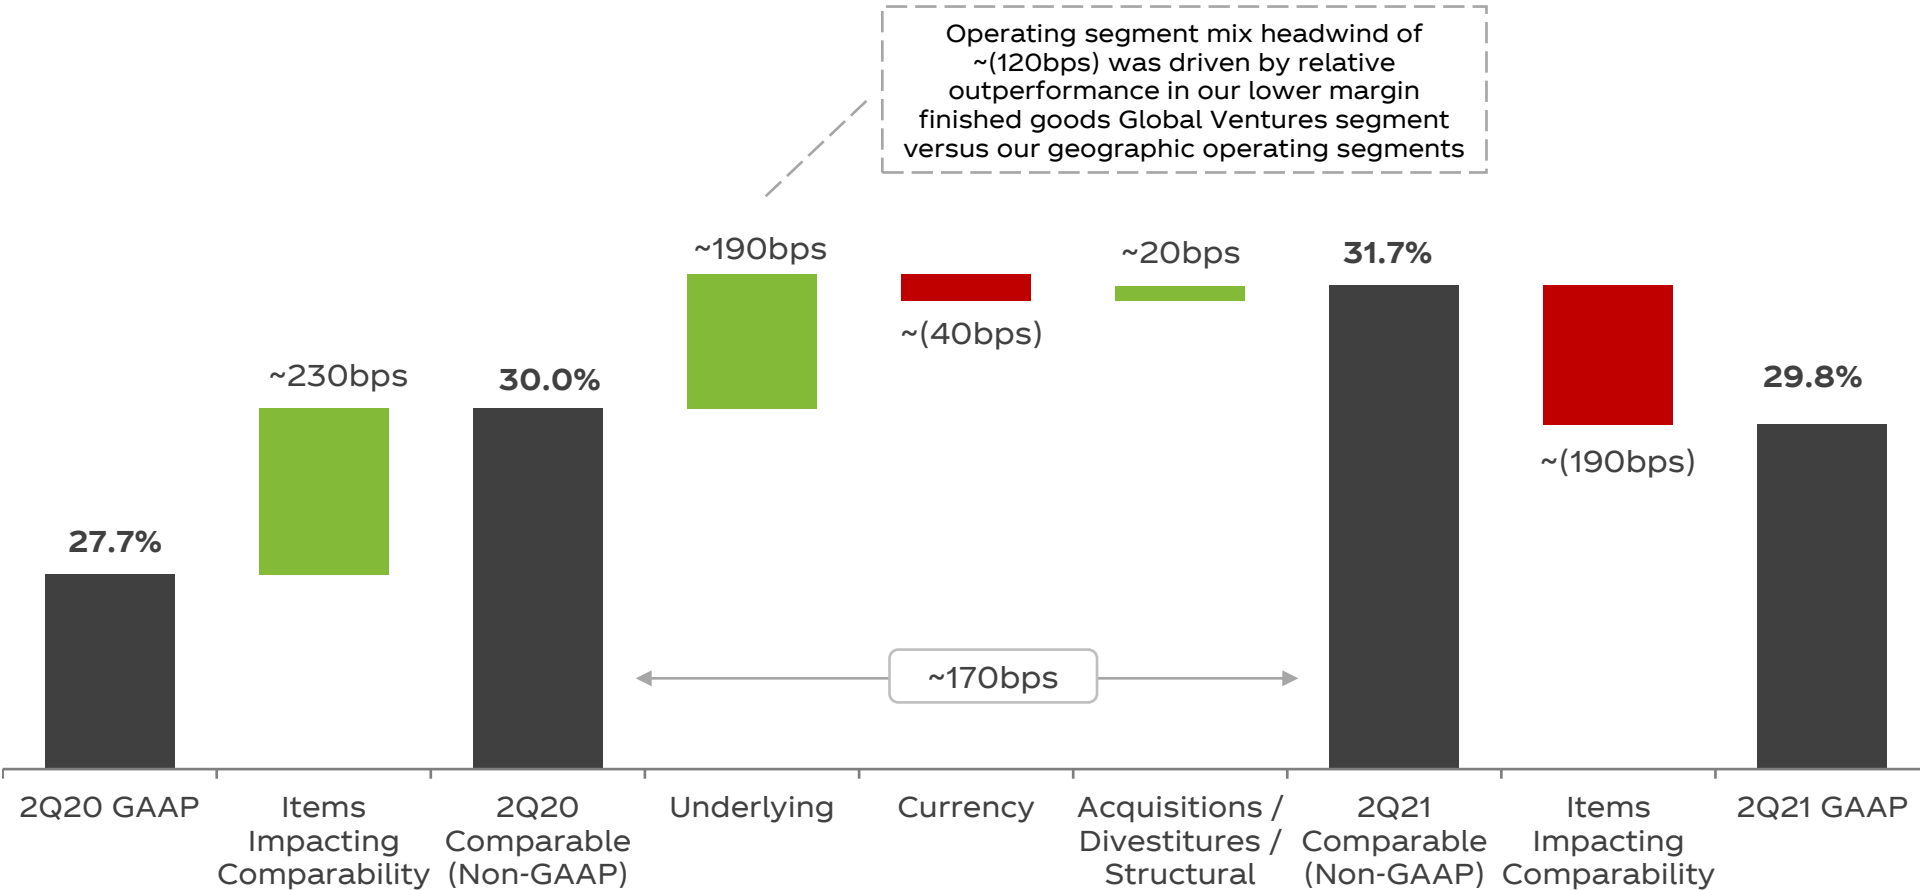 Operating segment mix headwind of
~(120bps) was driven by relative
outperformance in our lower margin
finished goods Global Ventures segment
versus our geographic operating segments
~190bps
~20bps
31.7%
~(40bps)
~230bps
30.0%
29.8%
~(190bps)
27.7%
~170bps
2Q20 GAAP
Items
Impacting
Comparability
2Q20
Comparable
(Non-GAAP)
Underlying
Currency
Acquisitions /
Divestitures /
Structural
2Q21
Comparable
(Non-GAAP)
Items
Impacting
Comparability
2Q21 GAAP